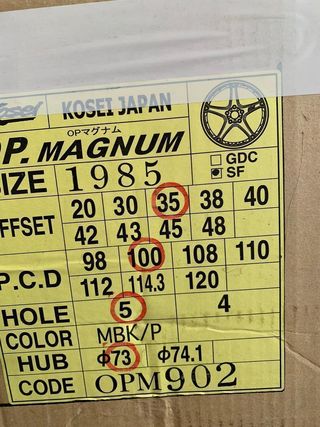 Kosei KOSEI JAPAN
OPマグナム
P. MAGNUM
SIZE 1985
GDC
SF
FFSET 20 30 35 38 40
42 43 45 48
P.C.D 98 100 108 110
112 114.3 120
HOLE 5 4
COLOR MBK/P
HUB φ73 φ74.1
CODE OPM902